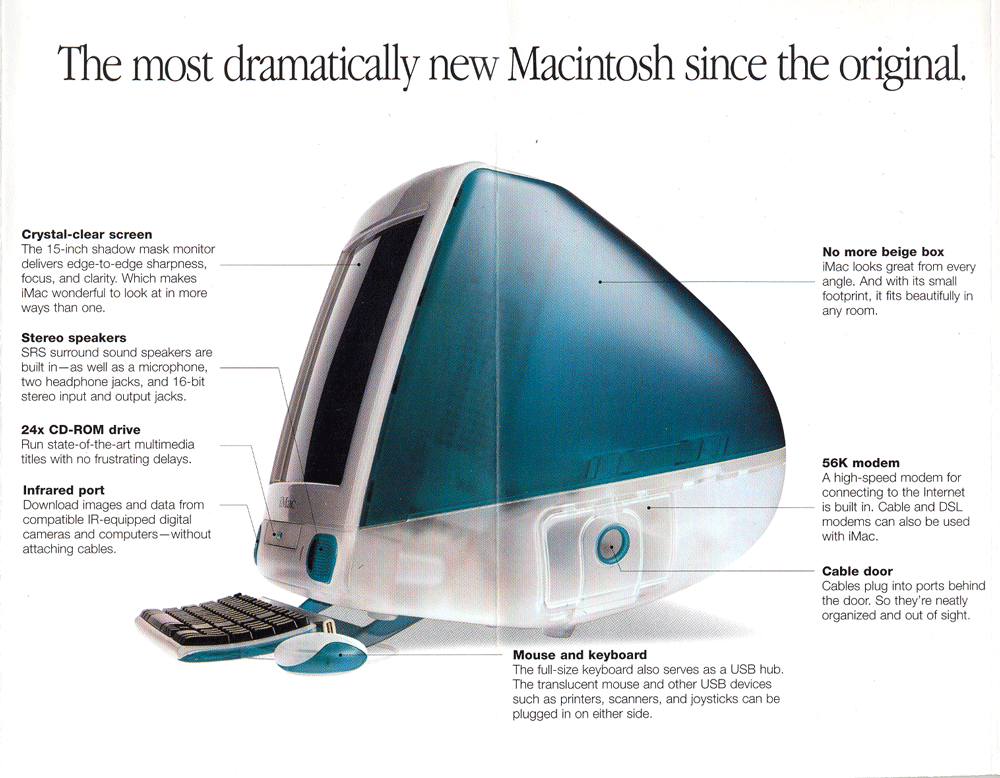 The most dramatically new Macintosh since the original.
Crystal-clear screen
The 15-inch shadow mask monitor
delivers edge-to-edge sharpness,
focus, and clarity. Which makes
iMac wonderful to look at in more
ways than one.
Stereo speakers
SRS surround sound speakers are
built in—as well as a microphone,
two headphone jacks, and 16-bit
stereo input and output jacks.
24x CD-ROM drive
Run state-of-the-art multimedia
titles with no frustrating delays.
Infrared port
Download images and data from
compatible IR-equipped digital
cameras and computers—without
attaching cables.
iMac
No more beige box
iMac looks great from every
angle. And with its small
footprint, it fits beautifully in
any room.
56K modem
A high-speed modem for
connecting to the Internet
is built in. Cable and DSL
modems can also be used
with iMac.
Cable door
Cables plug into ports behind
the door. So they're neatly
organized and out of sight.
Mouse and keyboard
The full-size keyboard also serves as a USB hub.
The translucent mouse and other USB devices
such as printers, scanners, and joysticks can be
plugged in on either side.